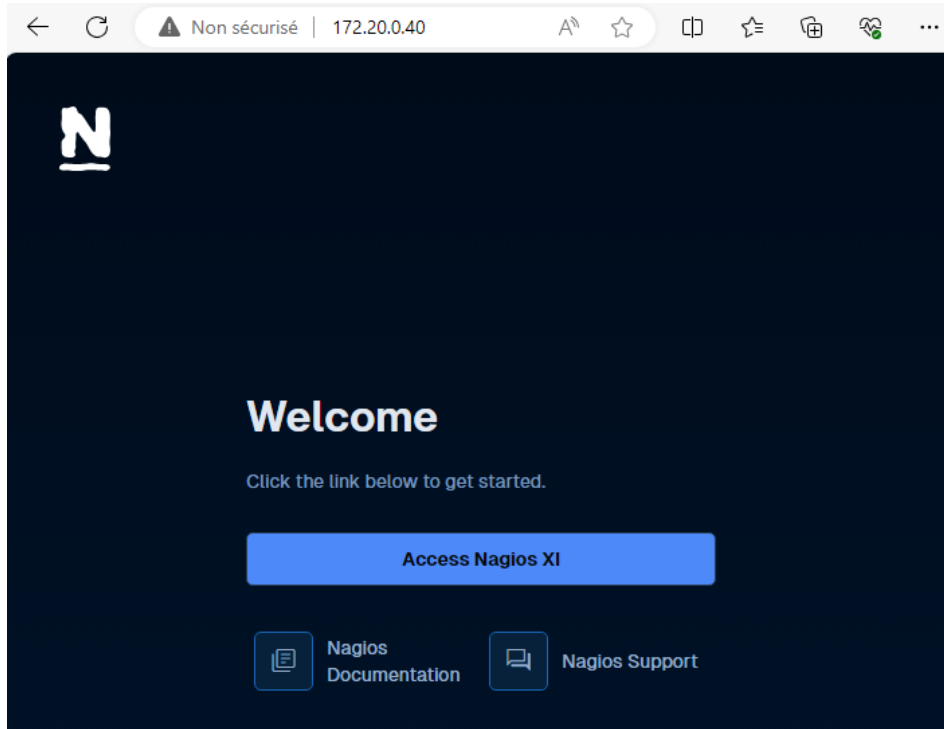 Non sécurisé | 172.20.0.40
N
Welcome
Click the link below to get started.
Access Nagios XI
Nagios
Documentation
Nagios Support